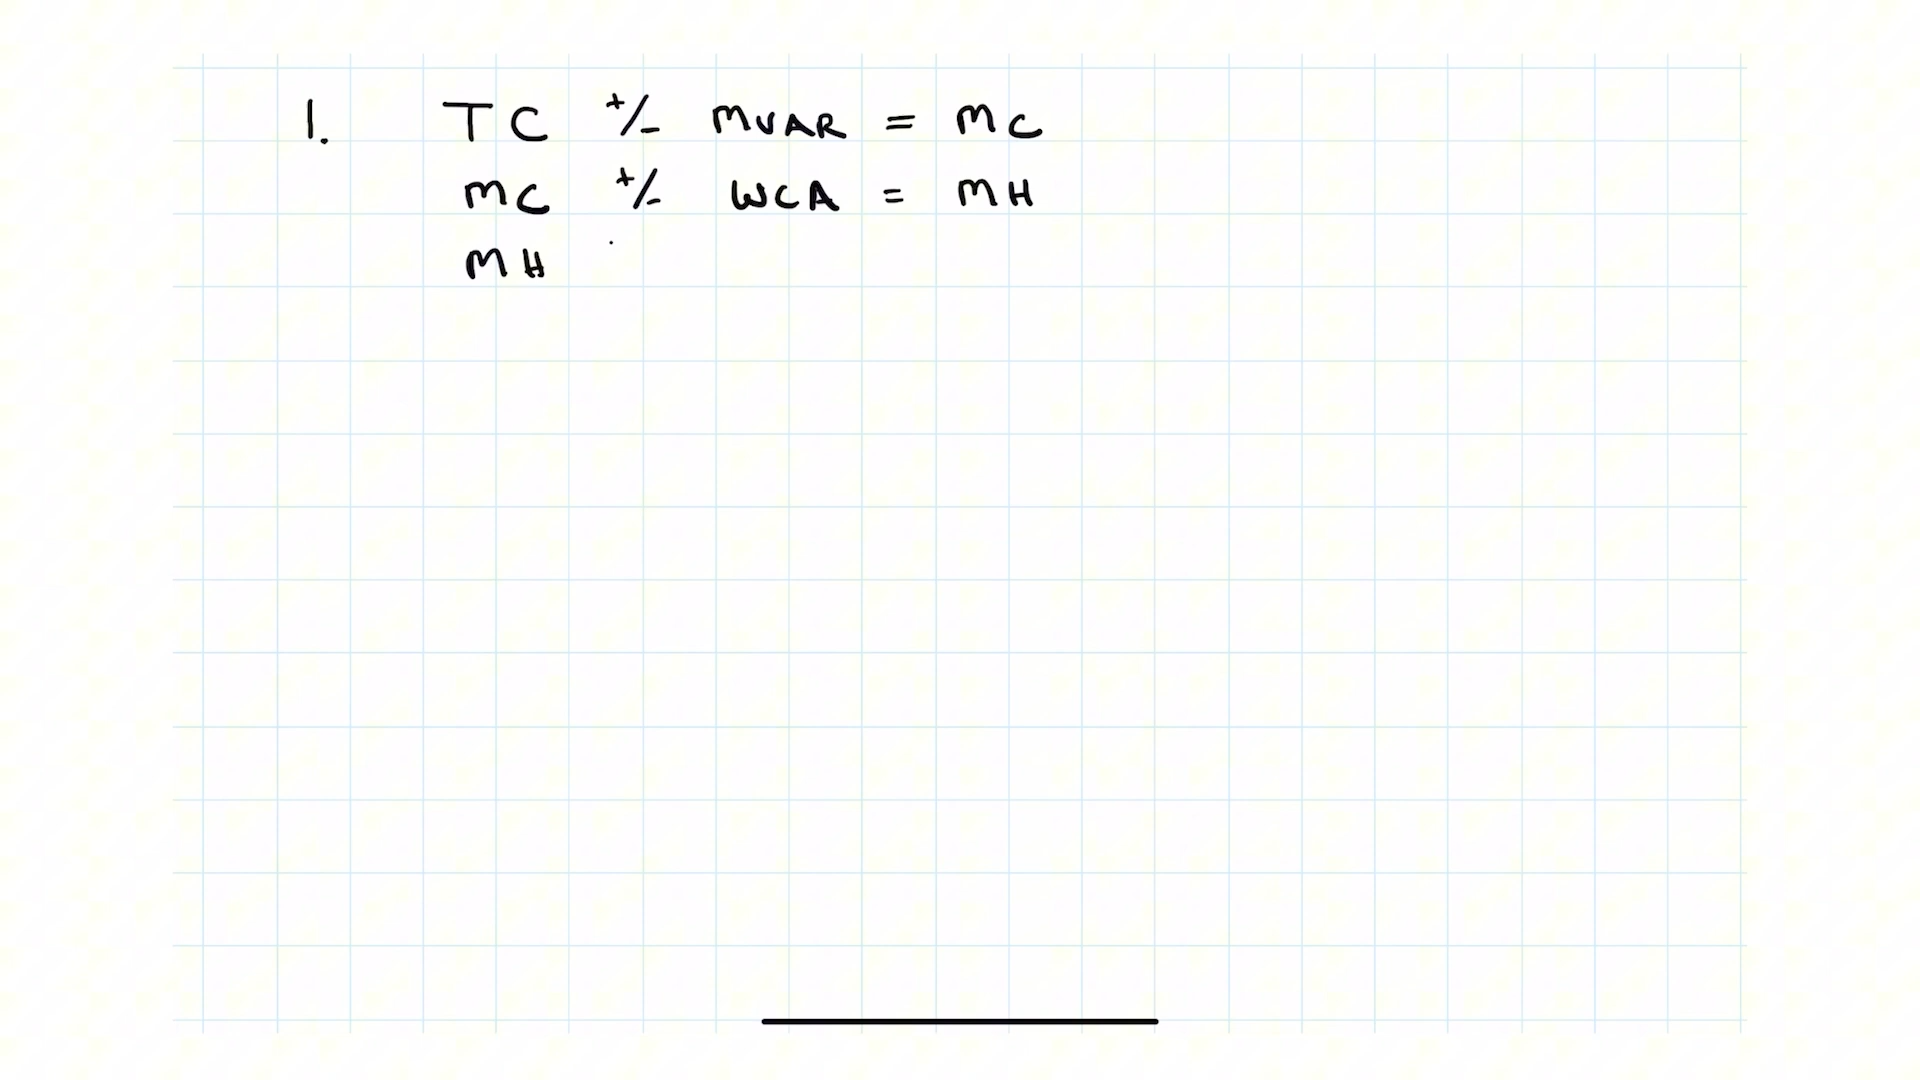 1. TC +/- MVAR = MC
MC +/- WCA = MH
MH